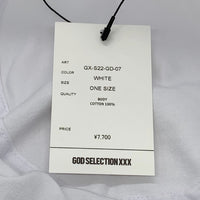 ART GX-S22-GD-07
COLOR WHITE
SIZE ONE SIZE
QUALITY BODY
COTTON 100%
PRICE ¥7,700
GOD SELECTION XXX